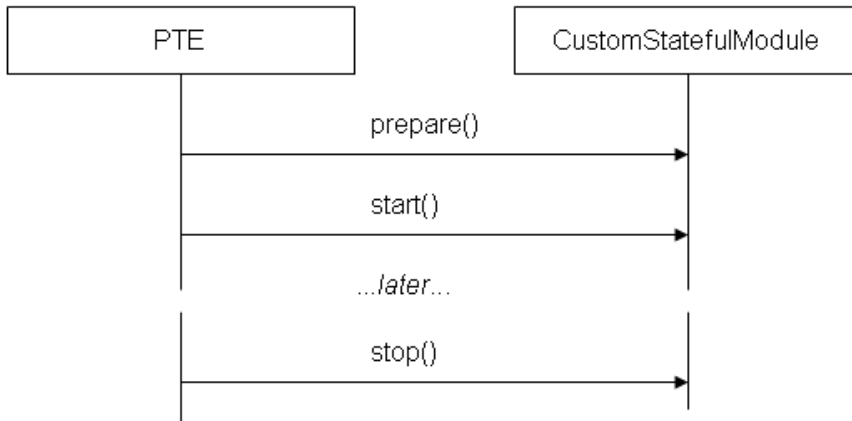 PTE
CustomStatefulModule
prepare()
start()
...later...
stop()